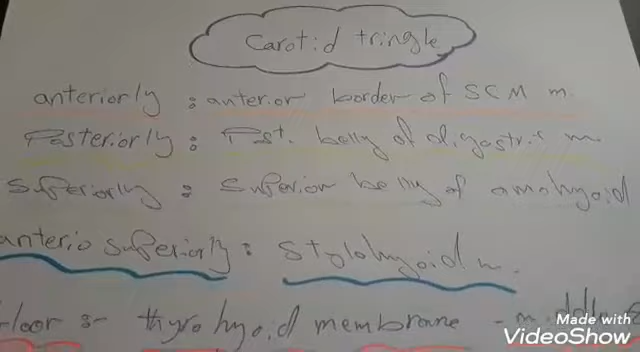 Carotid tringle
anteriorly : anterior border of SCM m.
Posteriorly : Post. belly of digastric m.
Superiorly : Superior belly of omohyoid
anterio superiorly : Stylohyoid m.
Floor :- thyrohyoid membrane -
Made with
VideoShow